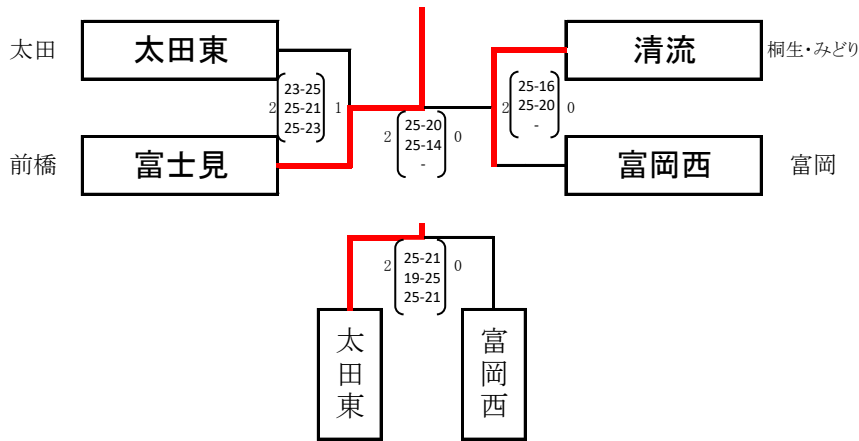 太田
太田東
清流
桐生・みどり
2
23-25
25-21
25-23
1
2
25-20
25-14
-
0
2
25-16
25-20
-
0
前橋
富士見
富岡西
富岡
2
25-21
19-25
25-21
0
太田東
富岡西